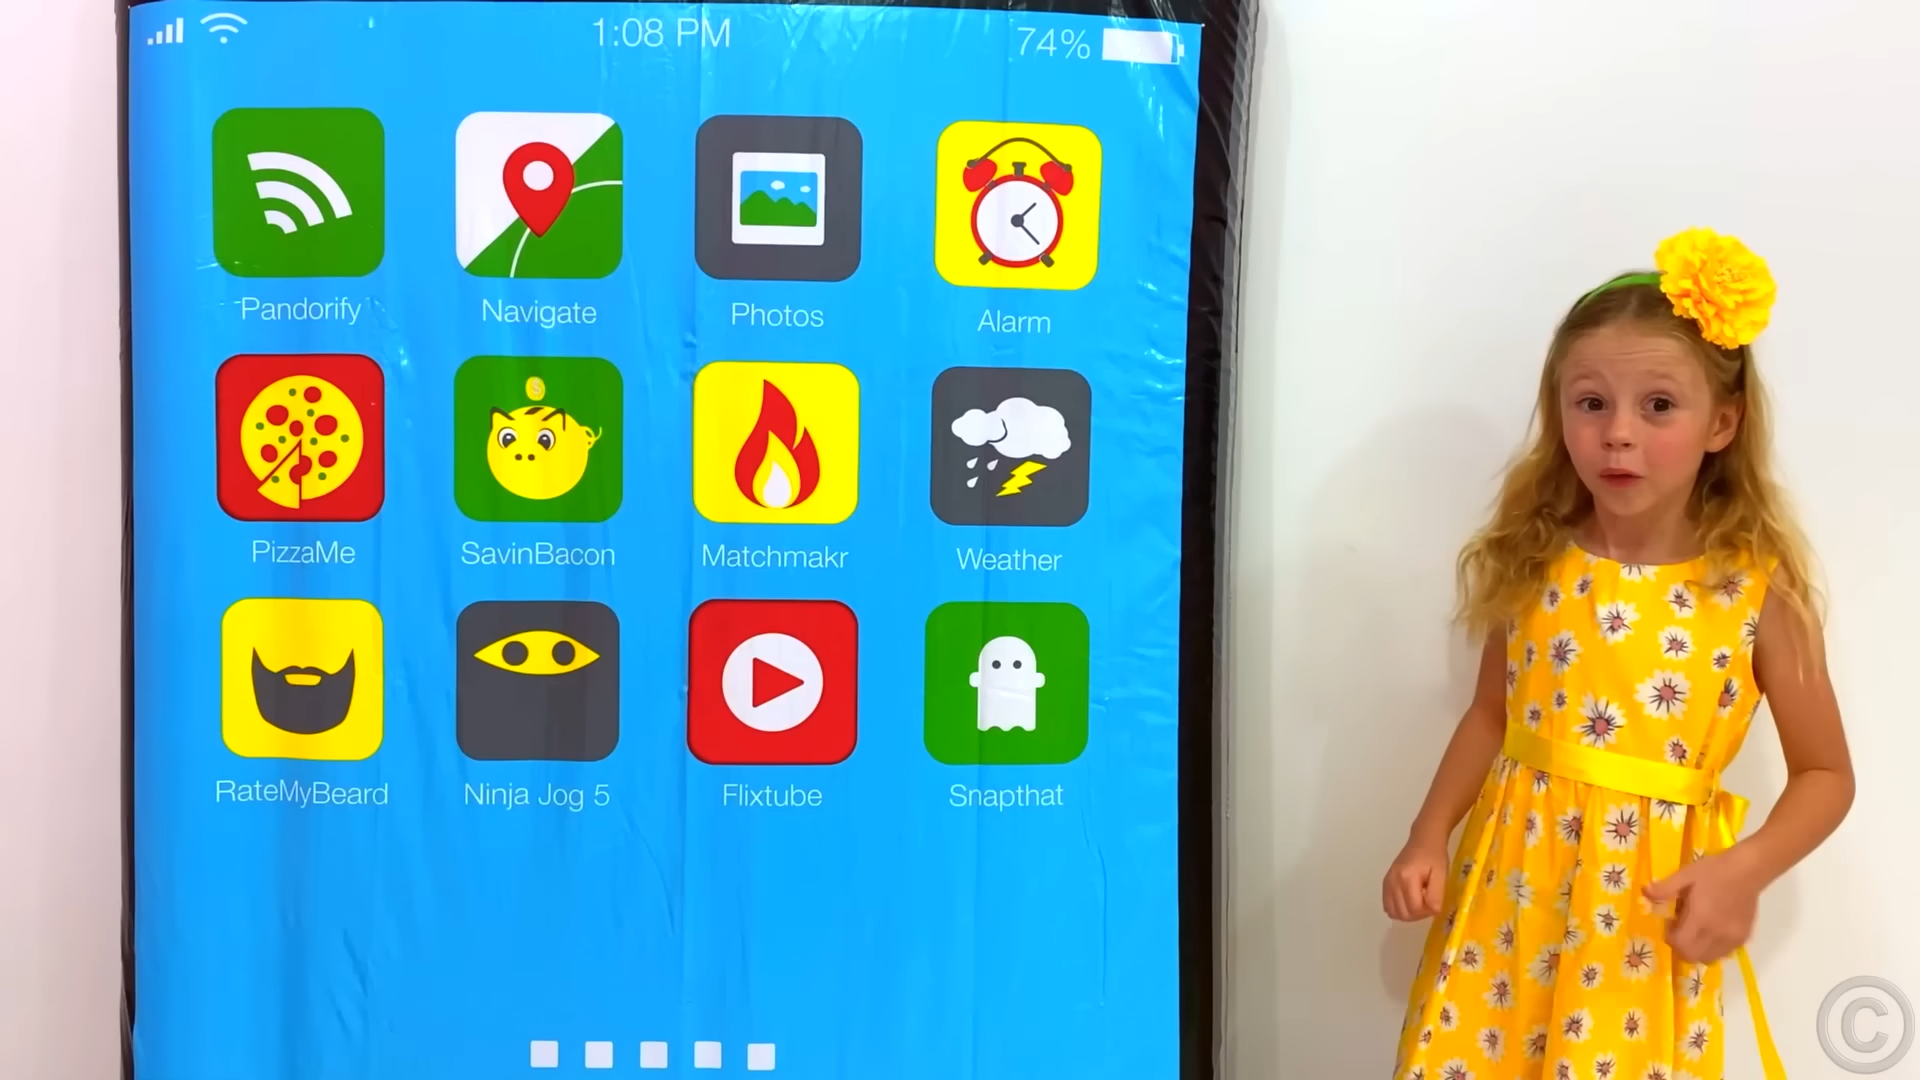 1:08 PM 74%
Pandorify Navigate Photos Alarm
PizzaMe SavinBacon Matchmakr Weather
RateMyBeard Ninja Jog 5 Flixtube Snapthat
©